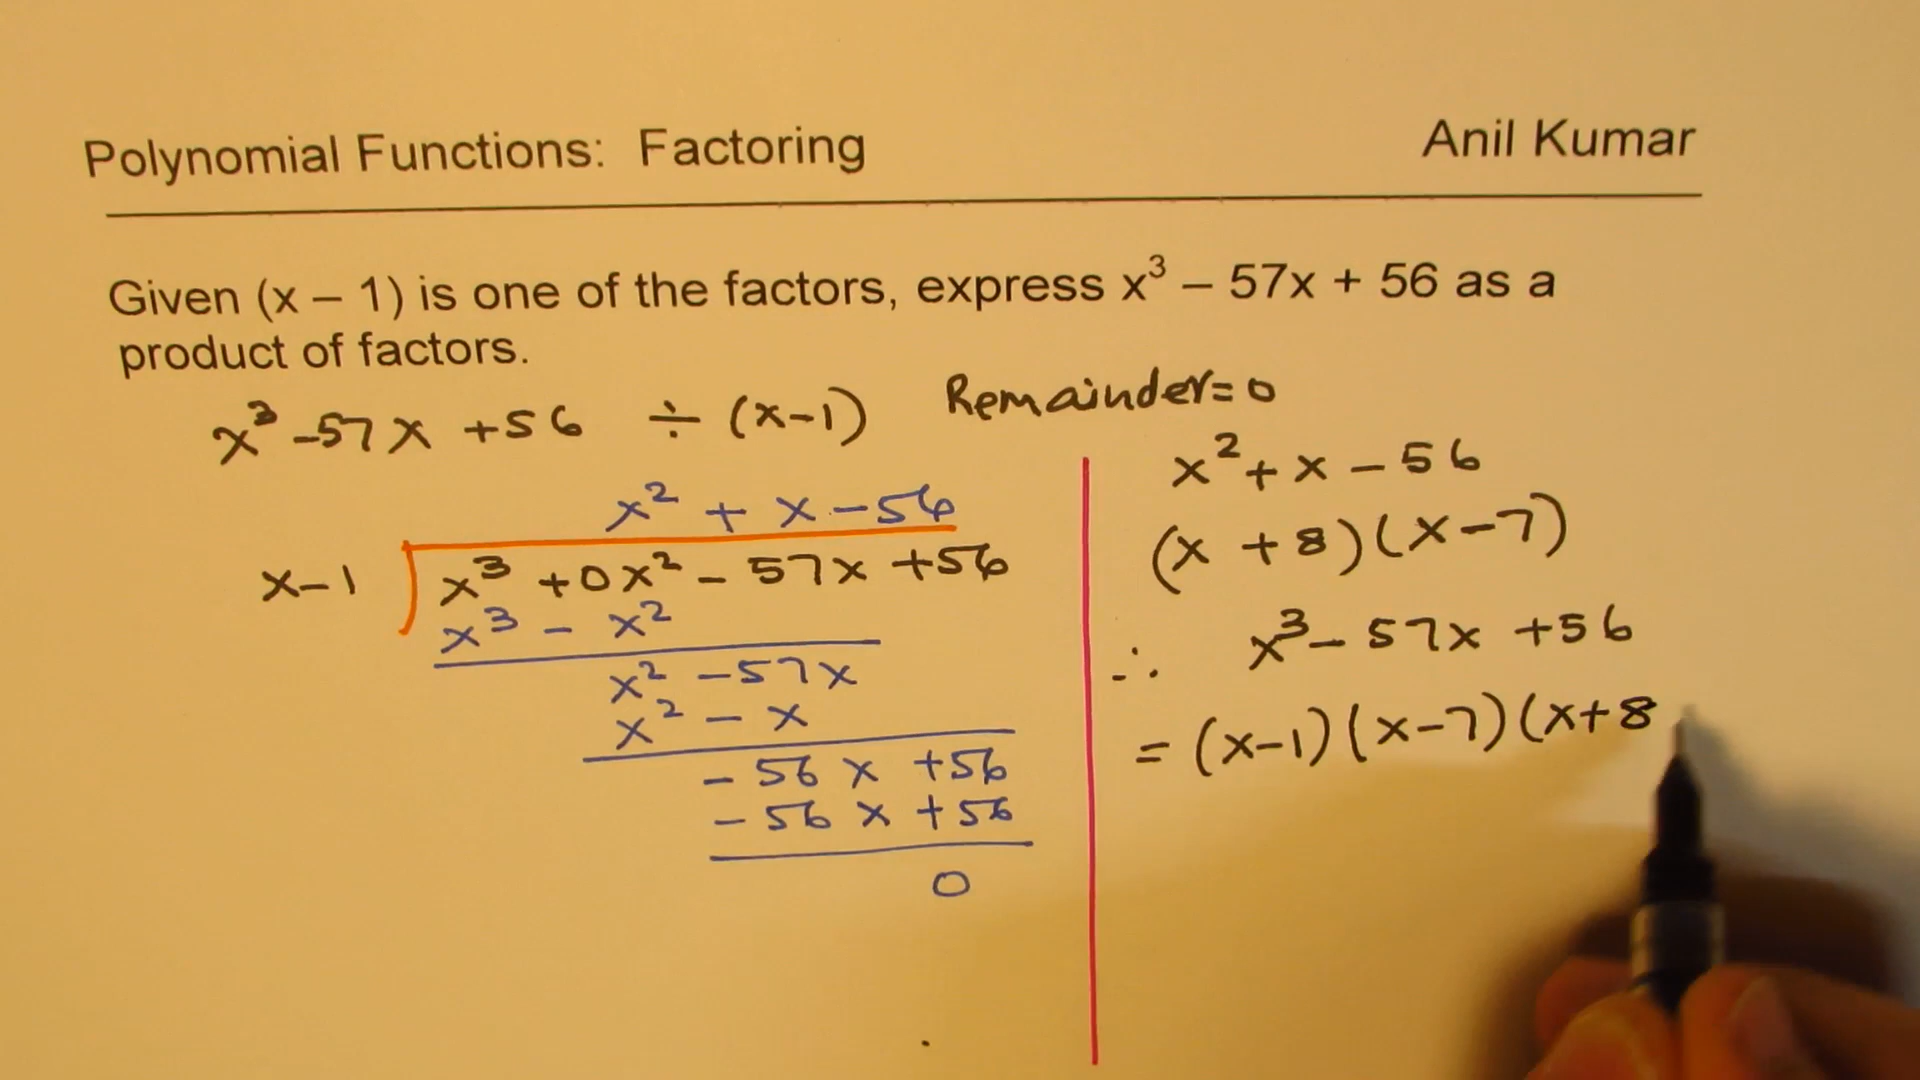 Polynomial Functions: Factoring Anil Kumar
Given (x – 1) is one of the factors, express x³ – 57x + 56 as a
product of factors.
x³ -57x +56 ÷ (x-1) Remainder=0
x² + x -56
x-1 x³ +0x² - 57x +56
x³ - x²
x² -57x
x² - x
- 56x +56
- 56x +56
0
x² + x - 56
(x +8)(x-7)
∴ x³ - 57x +56
= (x-1)(x-7)(x+8